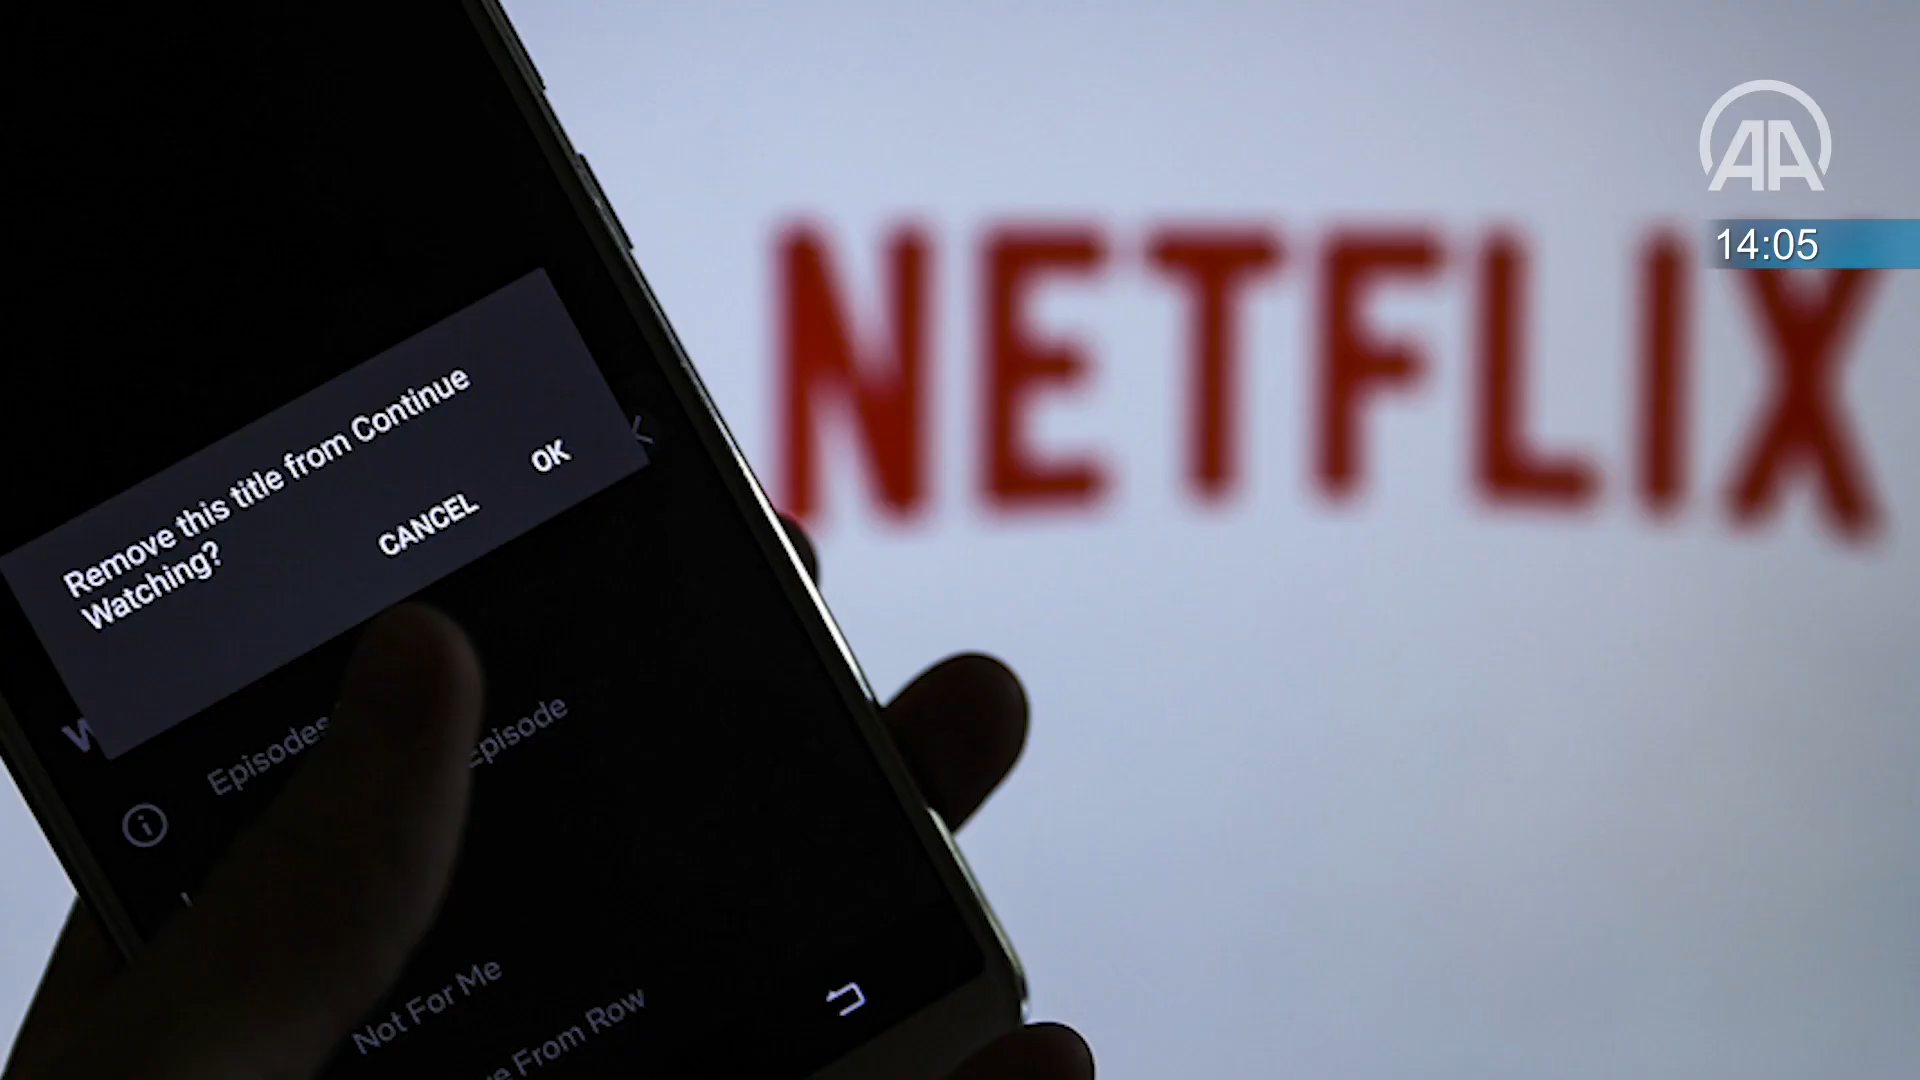 AA
14:05
NETFLIX
Remove this title from Continue
Watching?
CANCEL OK
Episodes
Episode
Not For Me
From Row